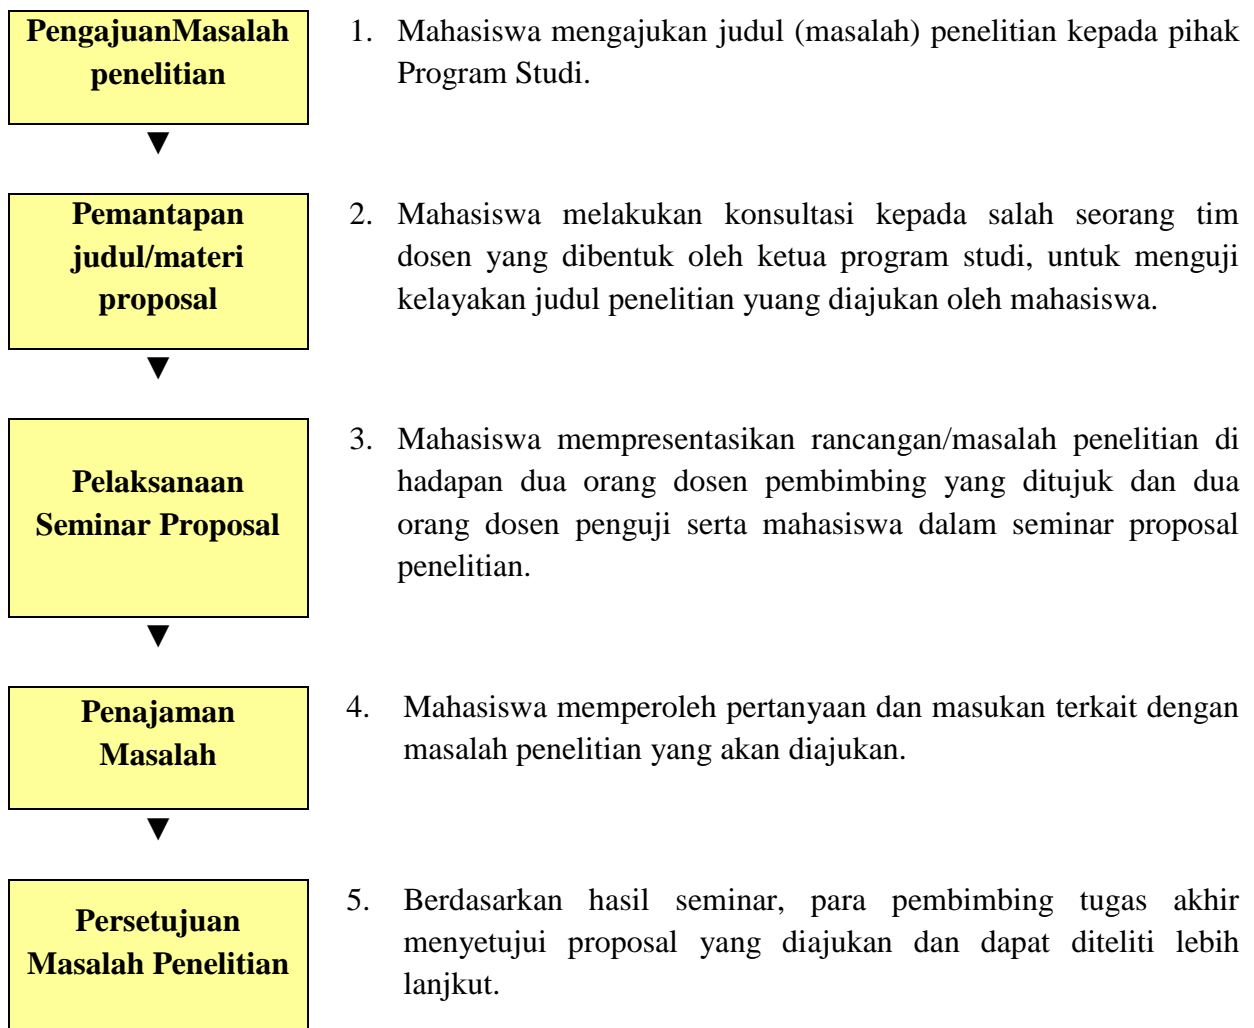 PengajuanMasalah
penelitian
1. Mahasiswa mengajukan judul (masalah) penelitian kepada pihak
Program Studi.
Pemantapan
judul/materi
proposal
2. Mahasiswa melakukan konsultasi kepada salah seorang tim
dosen yang dibentuk oleh ketua program studi, untuk menguji
kelayakan judul penelitian yuang diajukan oleh mahasiswa.
Pelaksanaan
Seminar Proposal
3. Mahasiswa mempresentasikan rancangan/masalah penelitian di
hadapan dua orang dosen pembimbing yang ditujuk dan dua
orang dosen penguji serta mahasiswa dalam seminar proposal
penelitian.
Penajaman
Masalah
4. Mahasiswa memperoleh pertanyaan dan masukan terkait dengan
masalah penelitian yang akan diajukan.
Persetujuan
Masalah Penelitian
5. Berdasarkan hasil seminar, para pembimbing tugas akhir
menyetujui proposal yang diajukan dan dapat diteliti lebih
lanjkut.